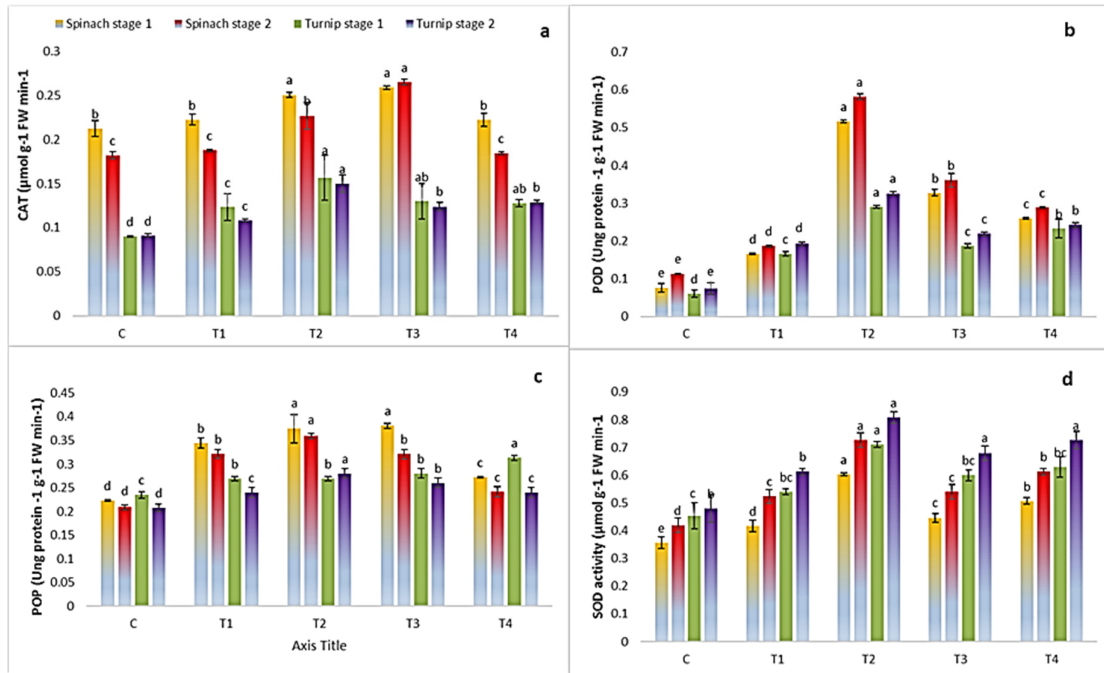 Spinach stage 1 Spinach stage 2 Turnip stage 1 Turnip stage 2
a
CAT (µmol g-1 FW min-1
0.3
0.25
0.2
0.15
0.1
0.05
0
b c d d
b c c c
a b a a
a a ab b
b c ab b
C T1 T2 T3 T4
b
POD (Ung protein -1 g-1 FW min-1)
0.7
0.6
0.5
0.4
0.3
0.2
0.1
0
e e d e
d d c d
a a a a
b b c c
c c b b
C T1 T2 T3 T4
c
POP (Ung protein -1 g-1 FW min-1)
0.45
0.4
0.35
0.3
0.25
0.2
0.15
0.1
0.05
0
d d c d
b b b c
a a b a
a b b b
c c a c
C T1 T2 T3 T4
Axis Title
d
SOD activity (µmol g-1 FW min-1
0.9
0.8
0.7
0.6
0.5
0.4
0.3
0.2
0.1
0
e d c b
d c bc b
a a a a
c c bc a
b b bc a
C T1 T2 T3 T4